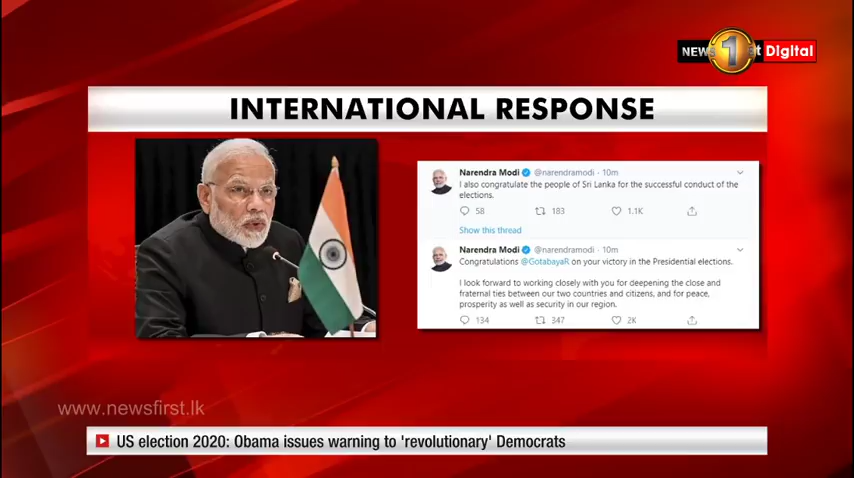 NEWS 1st Digital
INTERNATIONAL RESPONSE
Narendra Modi @narendramodi · 10m
I also congratulate the people of Sri Lanka for the successful conduct of the
elections.
58 183 1.1K
Show this thread
Narendra Modi @narendramodi · 10m
Congratulations @GotabayaR on your victory in the Presidential elections.
I look forward to working closely with you for deepening the close and
fraternal ties between our two countries and citizens, and for peace,
prosperity as well as security in our region.
134 347 2K
www.newsfirst.lk
US election 2020: Obama issues warning to 'revolutionary' Democrats